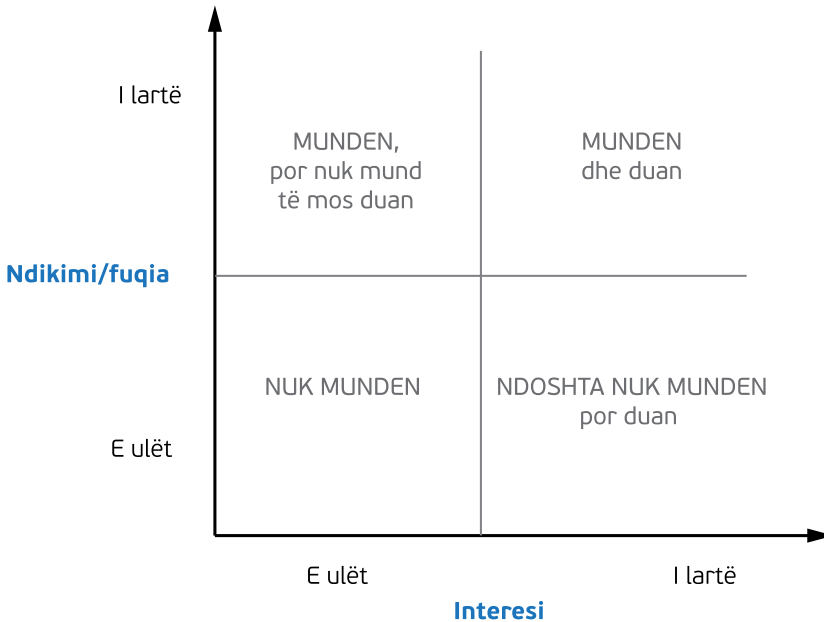 I lartë
MUNDEN,
por nuk mund
të mos duan
MUNDEN
dhe duan
Ndikimi/fuqia
NUK MUNDEN
NDOSHTA NUK MUNDEN
por duan
E ulët
E ulët
I lartë
Interesi